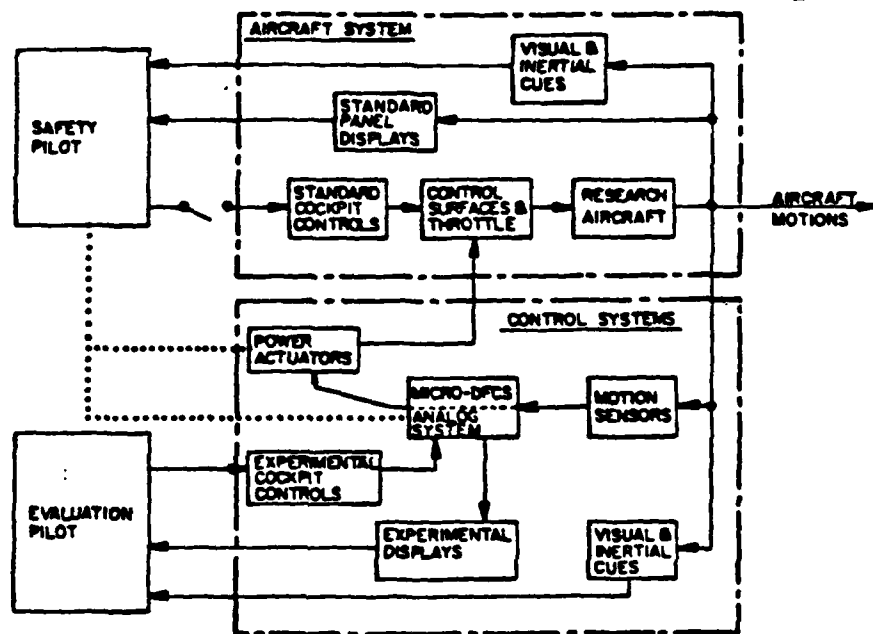 AIRCRAFT SYSTEM
VISUAL &
INERTIAL
CUES
STANDARD
PANEL
DISPLAYS
SAFETY
PILOT
STANDARD
COCKPIT
CONTROLS
CONTROL
SURFACES &
THROTTLE
RESEARCH
AIRCRAFT
AIRCRAFT
MOTIONS
CONTROL SYSTEMS
POWER
ACTUATORS
MICRO-DFCS
ANALOG
SYSTEM
MOTION
SENSORS
EXPERIMENTAL
COCKPIT
CONTROLS
EVALUATION
PILOT
EXPERIMENTAL
DISPLAYS
VISUAL &
INERTIAL
CUES